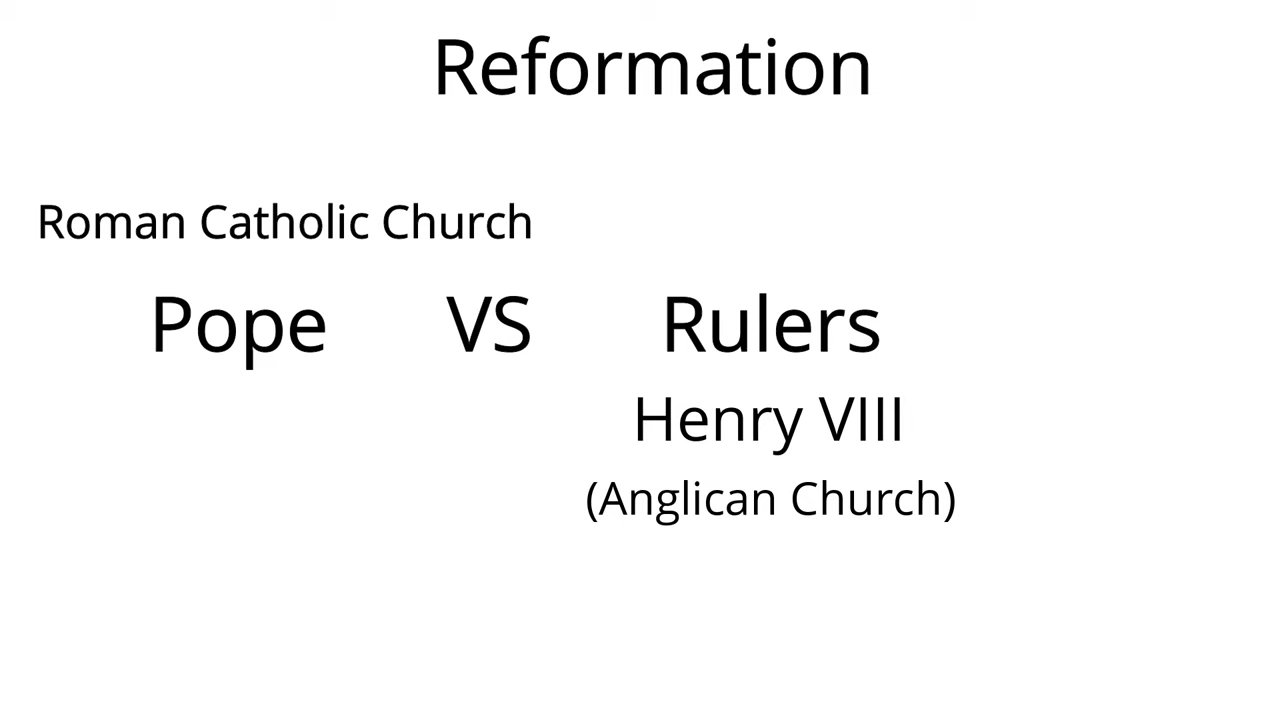 Reformation
Roman Catholic Church
Pope VS Rulers
Henry VIII
(Anglican Church)